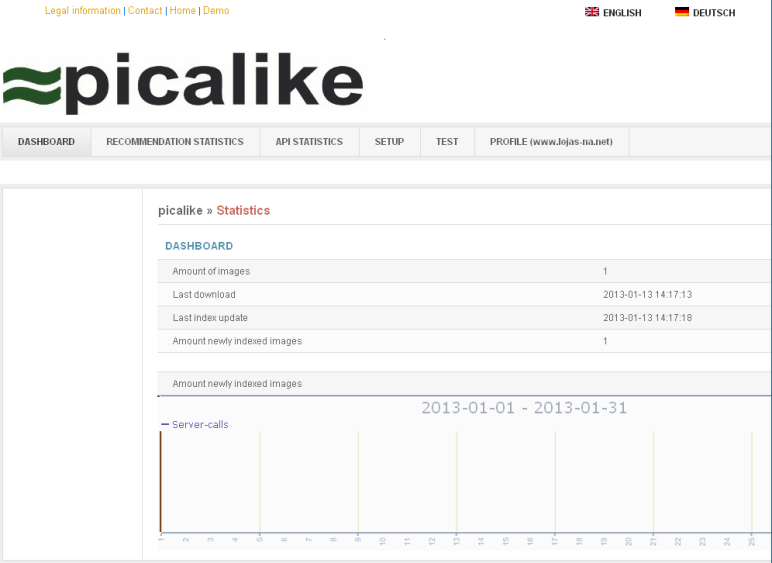 Legal information | Contact | Home | Demo
ENGLISH DEUTSCH
picalike
DASHBOARD RECOMMENDATION STATISTICS API STATISTICS SETUP TEST PROFILE (www.lojas-na.net)
picalike » Statistics
DASHBOARD
Amount of images 1
Last download 2013-01-13 14:17:13
Last index update 2013-01-13 14:17:18
Amount newly indexed images 1
Amount newly indexed images
2013-01-01 - 2013-01-31
Server-calls
1 2 3 4 5 6 7 8 9 10 11 12 13 14 15 16 17 18 19 20 21 22 23 24 25